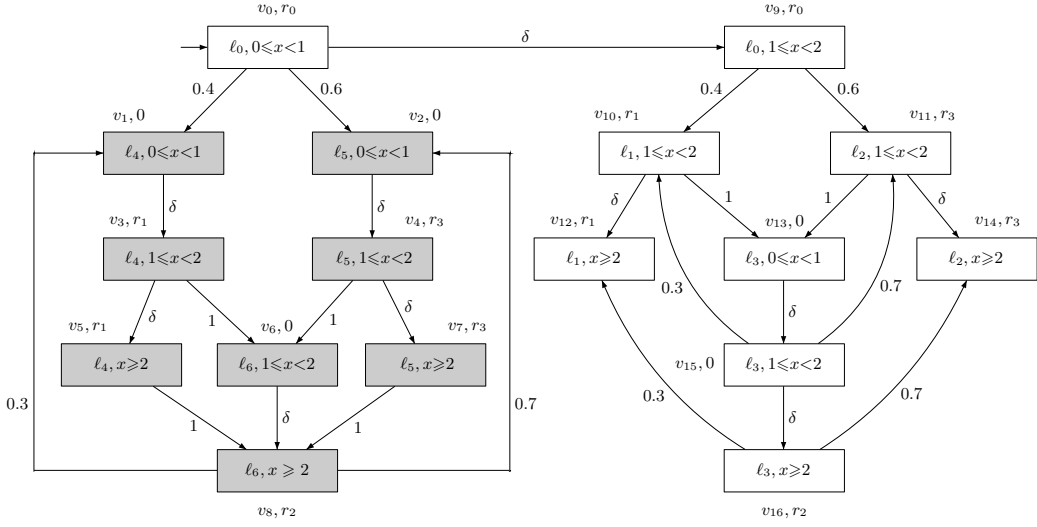 v₀, r₀ v₉, r₀
ℓ₀, 0⩽x<1 δ ℓ₀, 1⩽x<2
0.4 0.6 0.4 0.6
v₁, 0 v₂, 0 v₁₀, r₁ v₁₁, r₃
ℓ₄, 0⩽x<1 ℓ₅, 0⩽x<1 ℓ₁, 1⩽x<2 ℓ₂, 1⩽x<2
δ δ δ 1 1 δ
v₃, r₁ v₄, r₃ v₁₂, r₁ v₁₃, 0 v₁₄, r₃
ℓ₄, 1⩽x<2 ℓ₅, 1⩽x<2 ℓ₁, x⩾2 ℓ₃, 0⩽x<1 ℓ₂, x⩾2
δ 1 1 δ 0.3 δ 0.7
v₅, r₁ v₆, 0 v₇, r₃
ℓ₄, x⩾2 ℓ₆, 1⩽x<2 ℓ₅, x⩾2 v₁₅, 0 ℓ₃, 1⩽x<2
0.3 0.7 0.3 0.7
1 δ 1 δ
ℓ₆, x ⩾ 2 ℓ₃, x⩾2
v₈, r₂ v₁₆, r₂